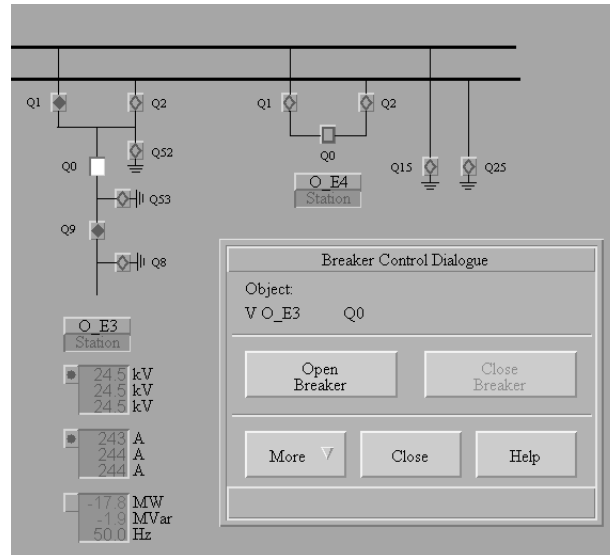 Q1
Q2
Q1
Q2
Q52
Q0
Q0
Q15
Q25
O_E4
Station
Q53
Q9
Q8
Breaker Control Dialogue
Object:
V O_E3 Q0
O_E3
Station
Open
Breaker
Close
Breaker
24.5 kV
24.5 kV
24.5 kV
243 A
244 A
244 A
More
Close
Help
-17.8 MW
-1.9 MVar
50.0 Hz